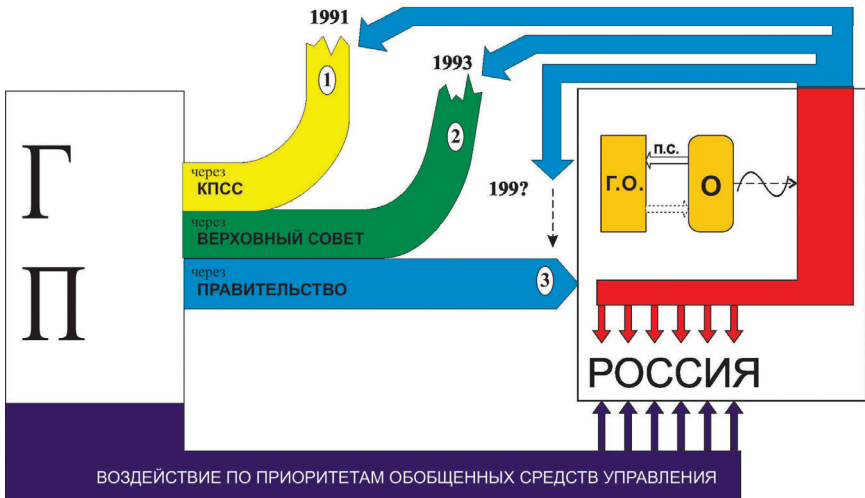 1991
1993
1
2
Г
П
через
КПСС
через
ВЕРХОВНЫЙ СОВЕТ
через
ПРАВИТЕЛЬСТВО
3
199?
П.С.
Г.О.
О
РОССИЯ
ВОЗДЕЙСТВИЕ ПО ПРИОРИТЕТАМ ОБОБЩЕННЫХ СРЕДСТВ УПРАВЛЕНИЯ